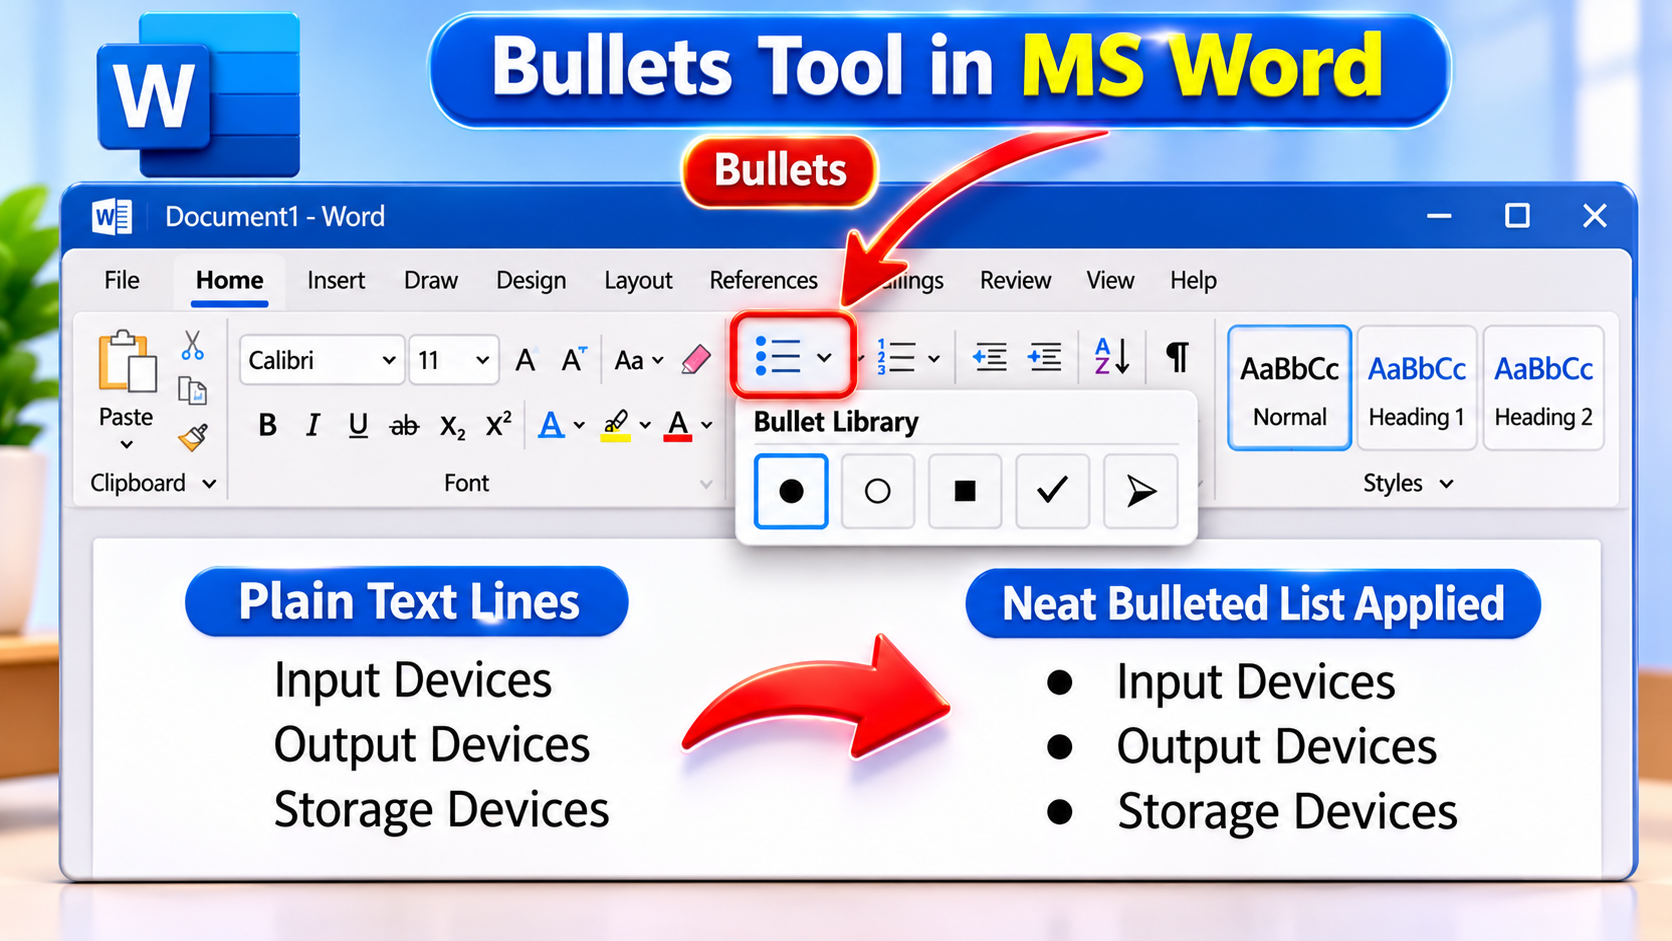 W
Bullets Tool in MS Word
Bullets
W
Document1 - Word
File Home Insert Draw Design Layout References Review View Help
Calibri 11 A A Aa
1 2 3
A Z ¶
Paste
B I U ab X₂ X² A A
Clipboard Font
Bullet Library
AaBbCc AaBbCc AaBbCc
Normal Heading 1 Heading 2
Styles
Plain Text Lines
Input Devices
Output Devices
Storage Devices
Neat Bulleted List Applied
● Input Devices
● Output Devices
● Storage Devices